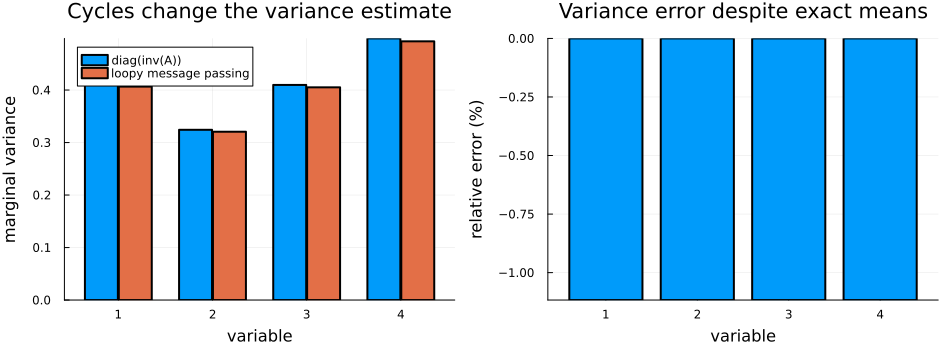 Cycles change the variance estimate
diag(inv(A))
loopy message passing
marginal variance
0.4
0.3
0.2
0.1
0.0
1
2
3
4
variable
Variance error despite exact means
relative error (%)
0.00
−0.25
−0.50
−0.75
−1.00
1
2
3
4
variable